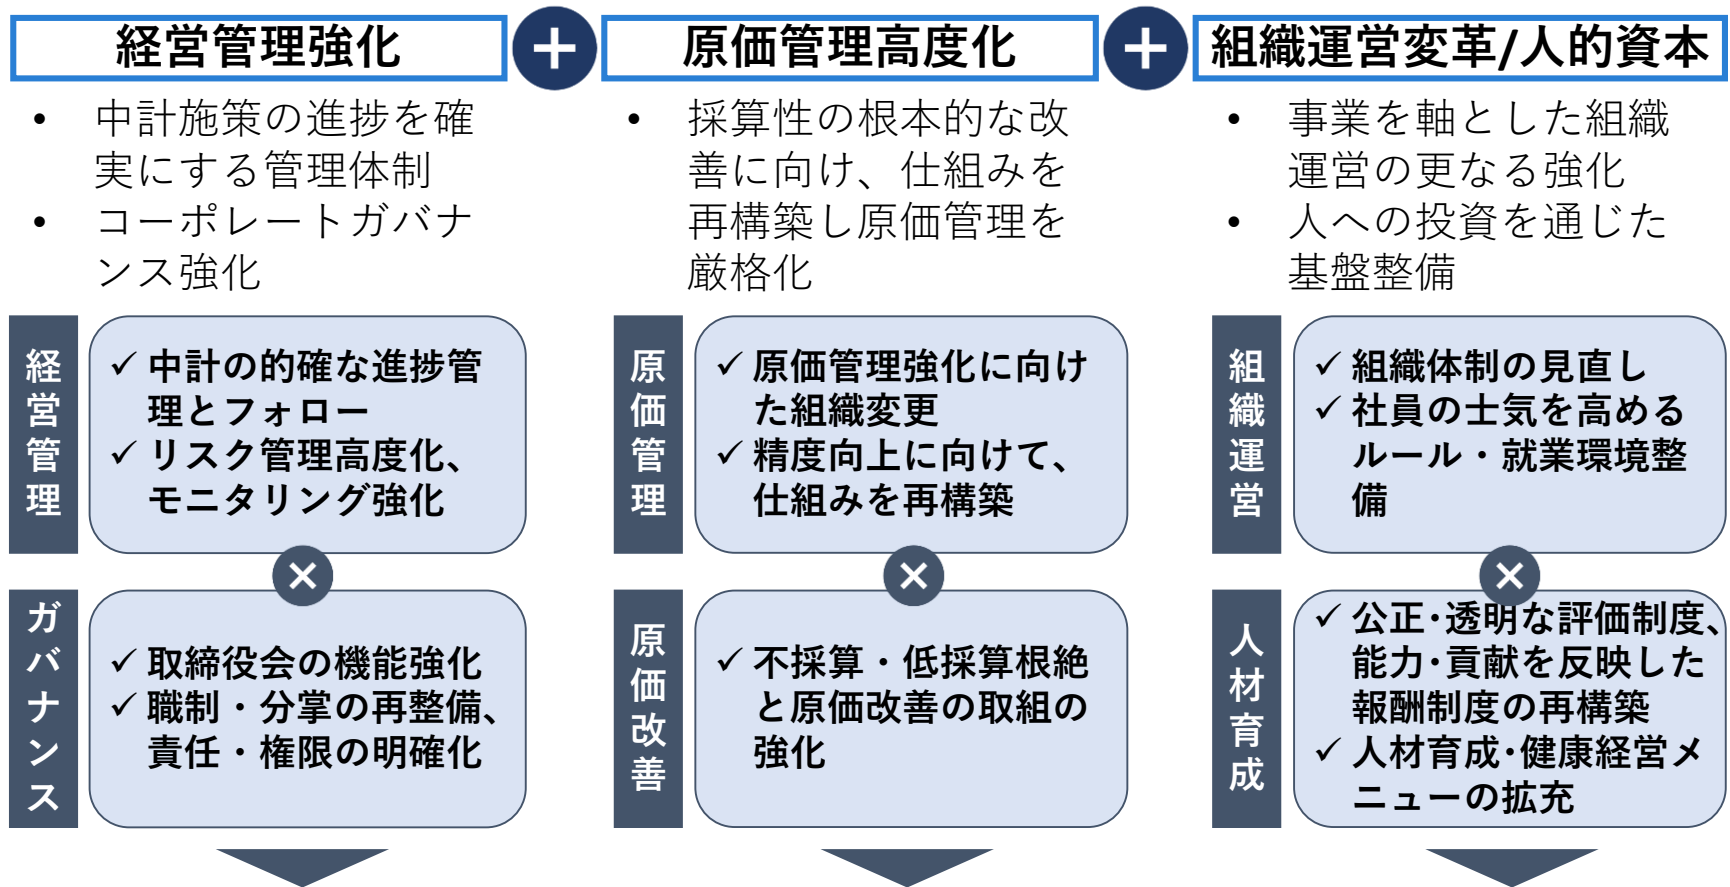 経営管理強化
+
原価管理高度化
+
組織運営変革/人的資本
• 中計施策の進捗を確
実にする管理体制
• コーポレートガバナ
ンス強化
• 採算性の根本的な改
善に向け、仕組みを
再構築し原価管理を
厳格化
• 事業を軸とした組織
運営の更なる強化
• 人への投資を通じた
基盤整備
経営管理
✓ 中計の的確な進捗管
理とフォロー
✓ リスク管理高度化、
モニタリング強化
×
ガバナンス
✓ 取締役会の機能強化
✓ 職制・分掌の再整備、
責任・権限の明確化
原価管理
✓ 原価管理強化に向け
た組織変更
✓ 精度向上に向けて、
仕組みを再構築
×
原価改善
✓ 不採算・低採算根絶
と原価改善の取組の
強化
組織運営
✓ 組織体制の見直し
✓ 社員の士気を高める
ルール・就業環境整
備
×
人材育成
✓ 公正･透明な評価制度、
能力･貢献を反映した
報酬制度の再構築
✓ 人材育成･健康経営メ
ニューの拡充